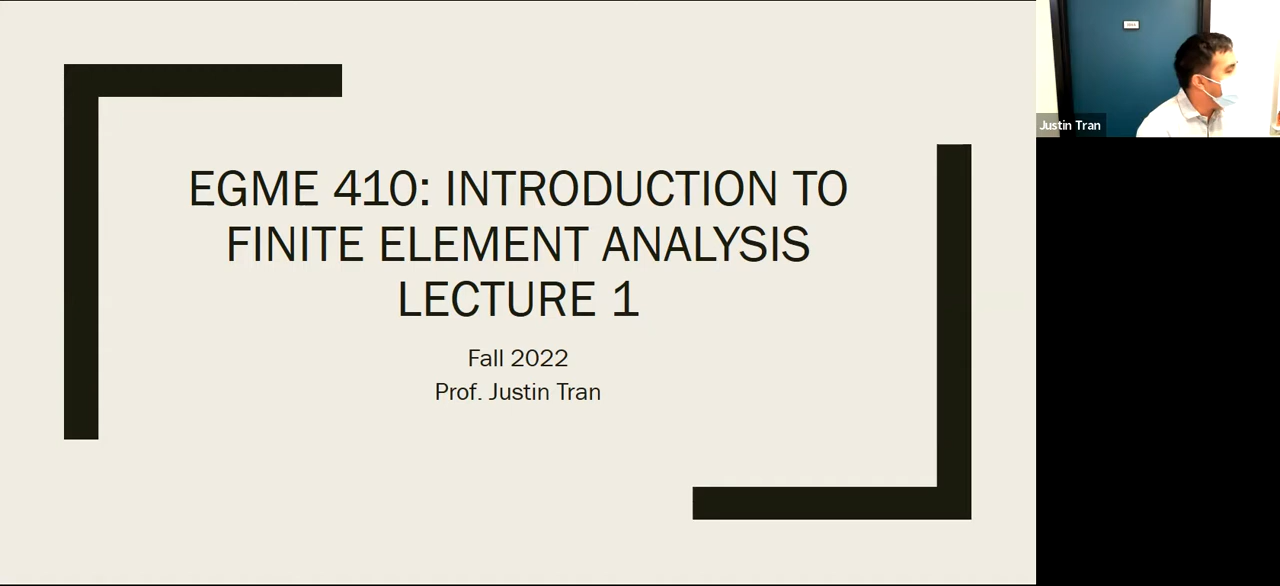 EGME 410: INTRODUCTION TO
FINITE ELEMENT ANALYSIS
LECTURE 1
Fall 2022
Prof. Justin Tran
Justin Tran